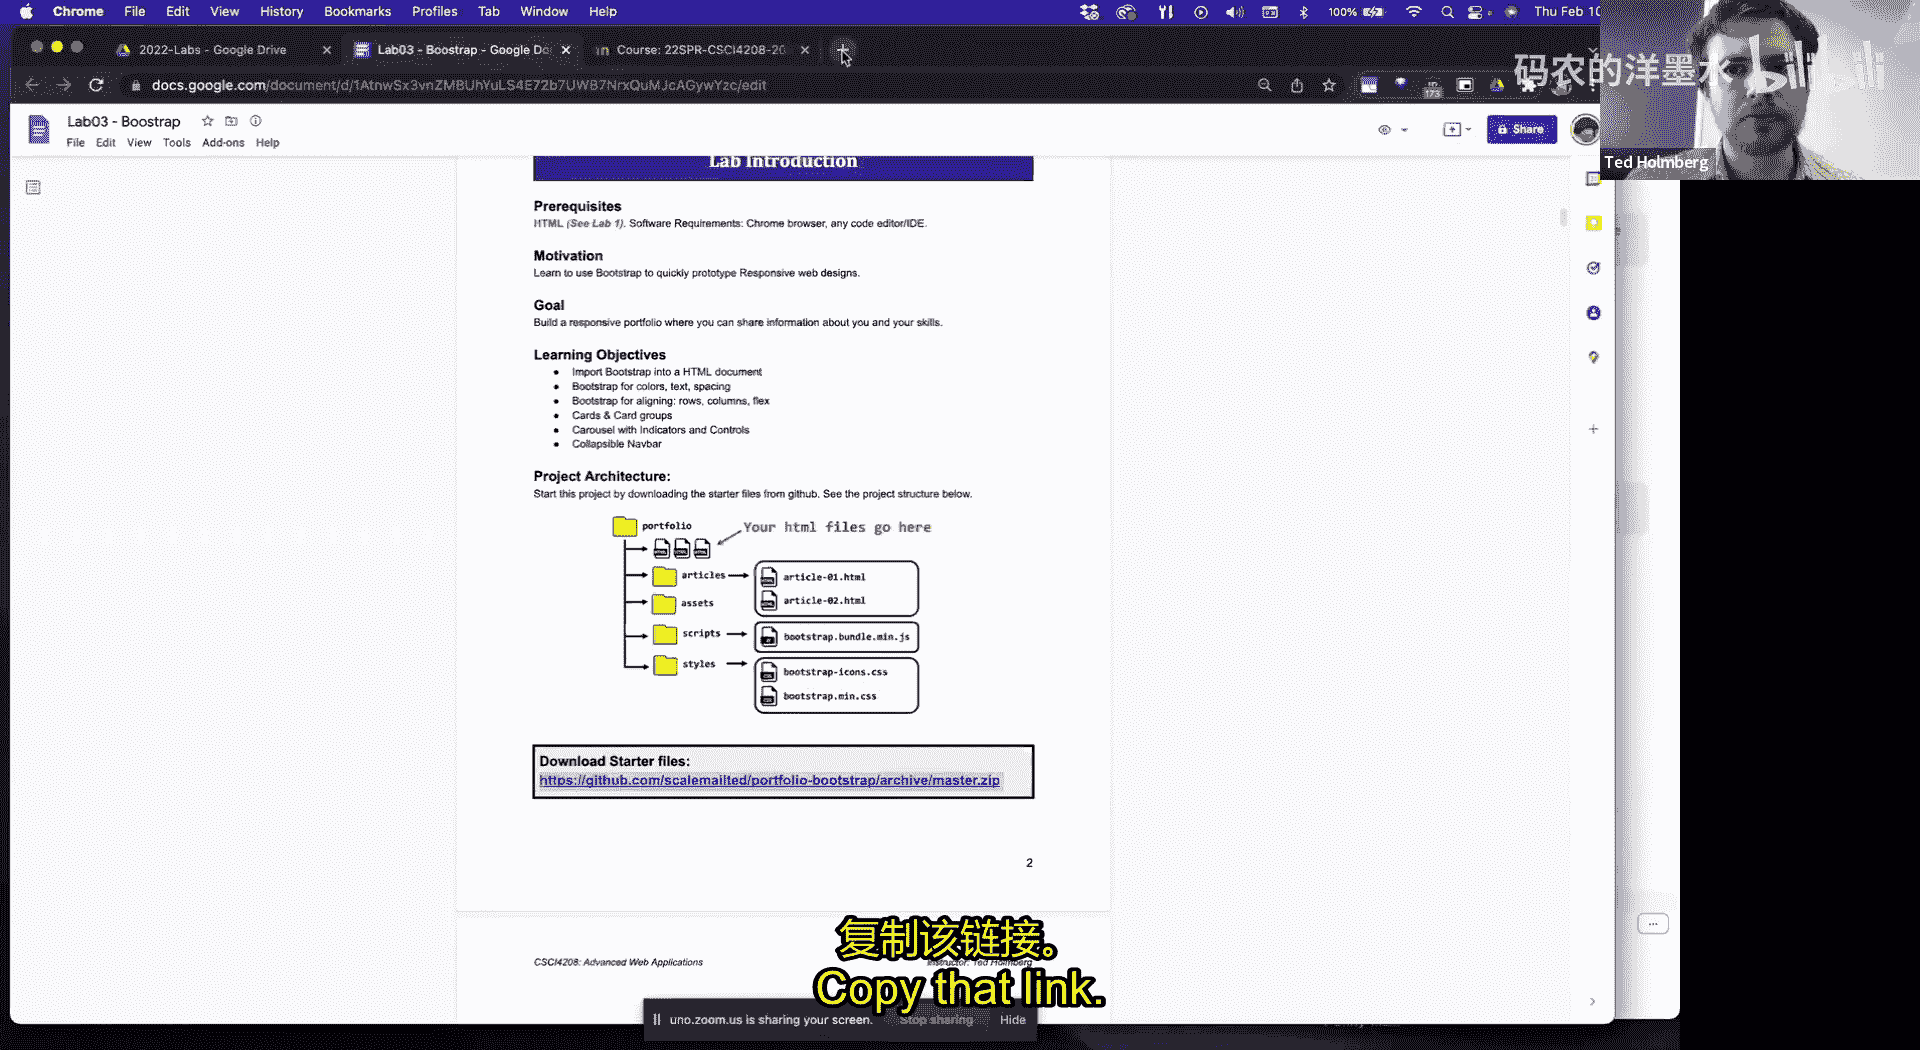 Chrome File Edit View History Bookmarks Profiles Tab Window Help 100% Thu Feb 10
2022-Labs - Google Drive
Lab03 - Boostrap - Google Do
Course: 22SPR-CSCI4208-20
docs.google.com/document/d/1AtnwSx3vnZMBUhYuLS4E72b7UWB7NrxQuMJcAGywYzc/edit
173
码农的洋墨水 bilibili
Lab03 - Boostrap
File Edit View Tools Add-ons Help
Share
Ted Holmberg
Lab Introduction
Prerequisites
HTML (See Lab 1). Software Requirements: Chrome browser, any code editor/IDE.
Motivation
Learn to use Bootstrap to quickly prototype Responsive web designs.
Goal
Build a responsive portfolio where you can share information about you and your skills.
Learning Objectives
● Import Bootstrap into a HTML document
● Bootstrap for colors, text, spacing
● Bootstrap for aligning: rows, columns, flex
● Cards & Card groups
● Carousel with Indicators and Controls
● Collapsible Navbar
Project Architecture:
Start this project by downloading the starter files from github. See the project structure below.
portfolio
Your html files go here
articles
article-01.html
article-02.html
assets
scripts
bootstrap.bundle.min.js
styles
bootstrap-icons.css
bootstrap.min.css
Download Starter files:
https://github.com/scalemailted/portfolio-bootstrap/archive/master.zip
2
CSCI4208: Advanced Web Applications
Instructor: Ted Holmberg
复制该链接。
Copy that link.
uno.zoom.us is sharing your screen. Stop sharing Hide